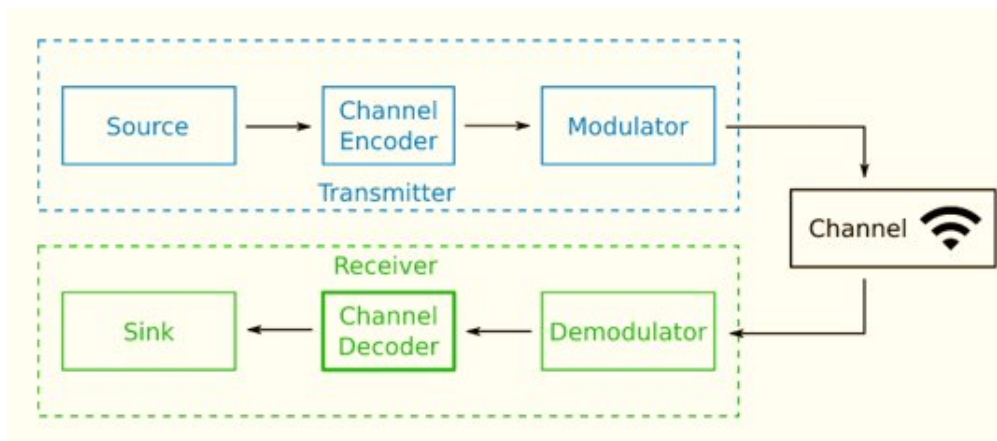 Source
Channel
Encoder
Modulator
Transmitter
Channel
Receiver
Sink
Channel
Decoder
Demodulator